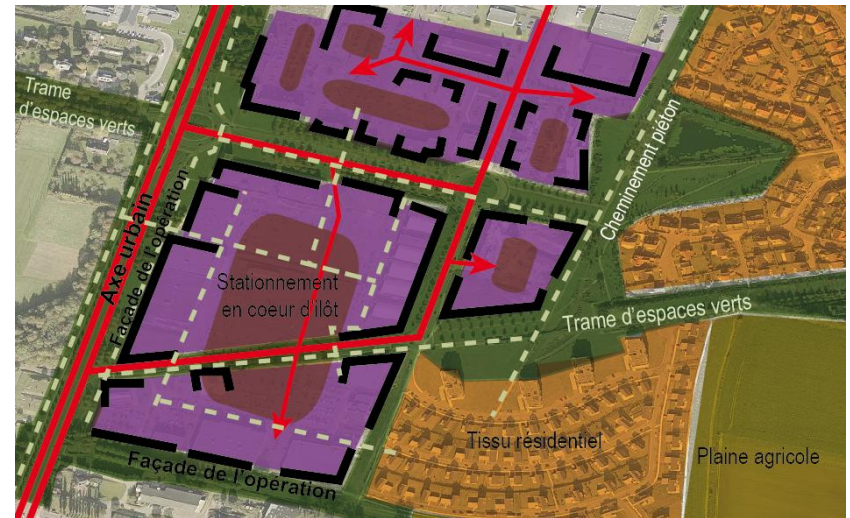 Trame
d'espaces verts
Cheminement piéton
Axe urbain
Façade de l'opération
Stationnement
en coeur d'ilôt
Trame d'espaces verts
Tissu résidentiel
Plaine agricole
Façade de l'opération